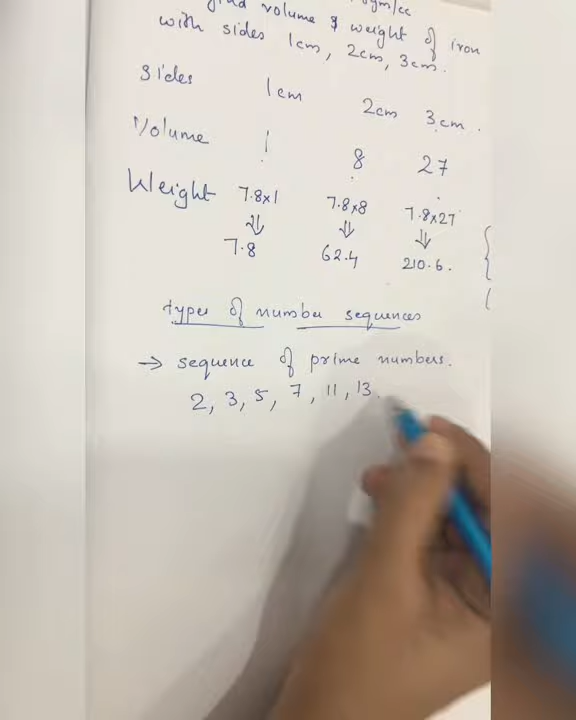 find volume & weight of iron
with sides 1cm, 2cm, 3cm.
Sides 1cm 2cm 3cm.
Volume 1 8 27
Weight 7.8x1 7.8x8 7.8x27
7.8 62.4 210.6.
types of number sequences
→ sequence of prime numbers.
2, 3, 5, 7, 11, 13.